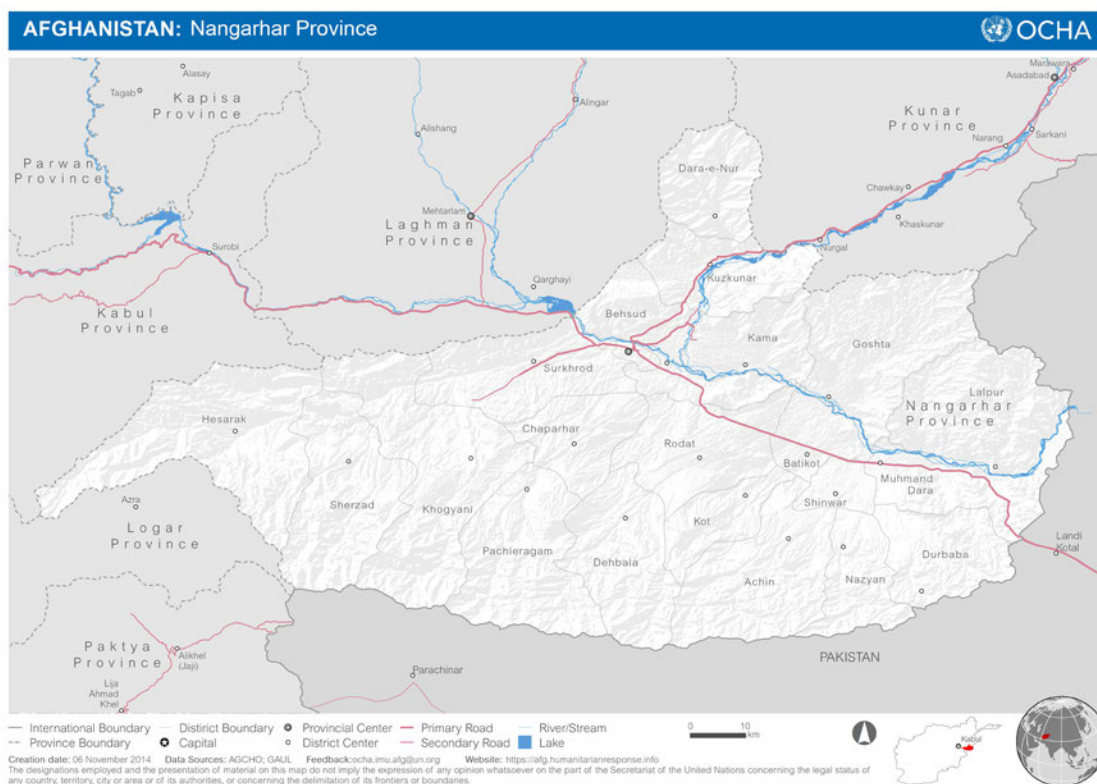 AFGHANISTAN: Nangarhar Province
OCHA
Alasay
Tagab
Kapisa
Province
Alingar
Alishang
Marawara
Asadabad
Kunar
Province
Sarkani
Narang
Parwan
Province
Dara-e-Nur
Chawkay
Khaskunar
Mehtarlam
Laghman
Province
Nurgal
Surobi
Kuzkunar
Qarghayi
Kabul
Province
Behsud
Kama
Goshta
Surkhrod
Lalpur
Nangarhar
Province
Hesarak
Chaparhar
Rodat
Batikot
Muhmand
Dara
Azra
Sherzad
Khogyani
Shinwar
Logar
Province
Kot
Landi
Kotal
Pachieragam
Dehbala
Durbaba
Achin
Nazyan
Paktya
Province
Alikhel
(Jaji)
PAKISTAN
Parachinar
Lija
Ahmad
Khel
International Boundary
District Boundary
Provincial Center
Primary Road
River/Stream
Province Boundary
Capital
District Center
Secondary Road
Lake
0 10
km
Kabul
Creation date: 06 November 2014 Data Sources: AGCHO; GAUL Feedback:ocha.imu.afg@un.org Website: https://afg.humanitarianresponse.info
The designations employed and the presentation of material on this map do not imply the expression of any opinion whatsoever on the part of the Secretariat of the United Nations concerning the legal status of
any country, territory, city or area or of its authorities, or concerning the delimitation of its frontiers or boundaries.